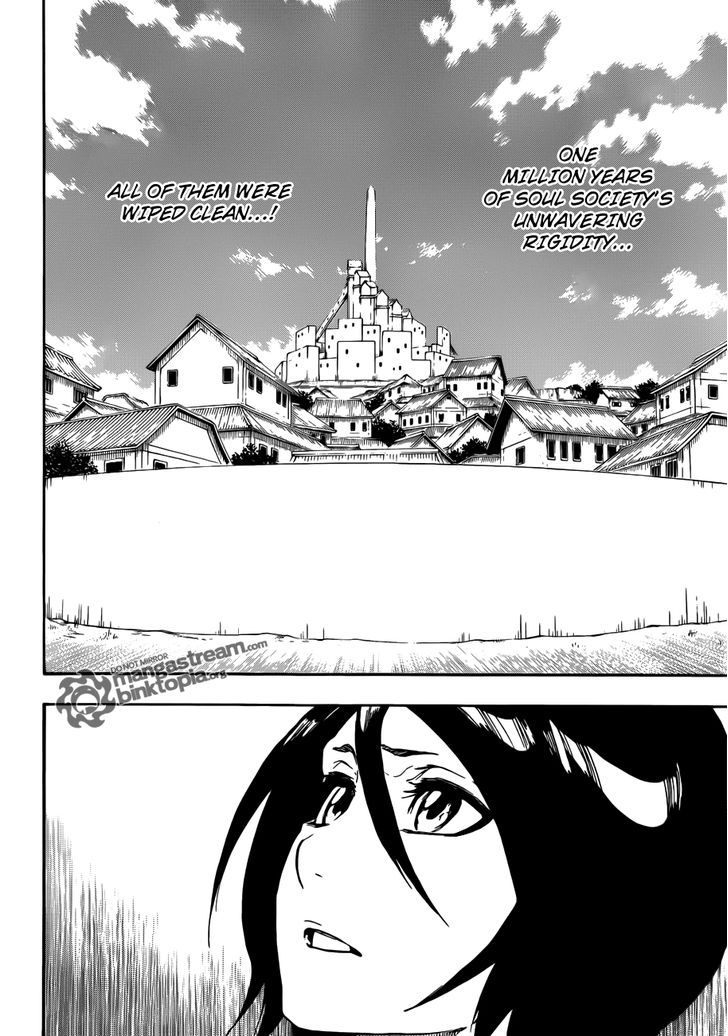 ONE
MILLION YEARS
OF SOUL SOCIETY'S
UNWAVERING
RIGIDITY...
ALL OF THEM WERE
WIPED CLEAN...!
DO NOT MIRROR
mangastream.com
binktopia.org